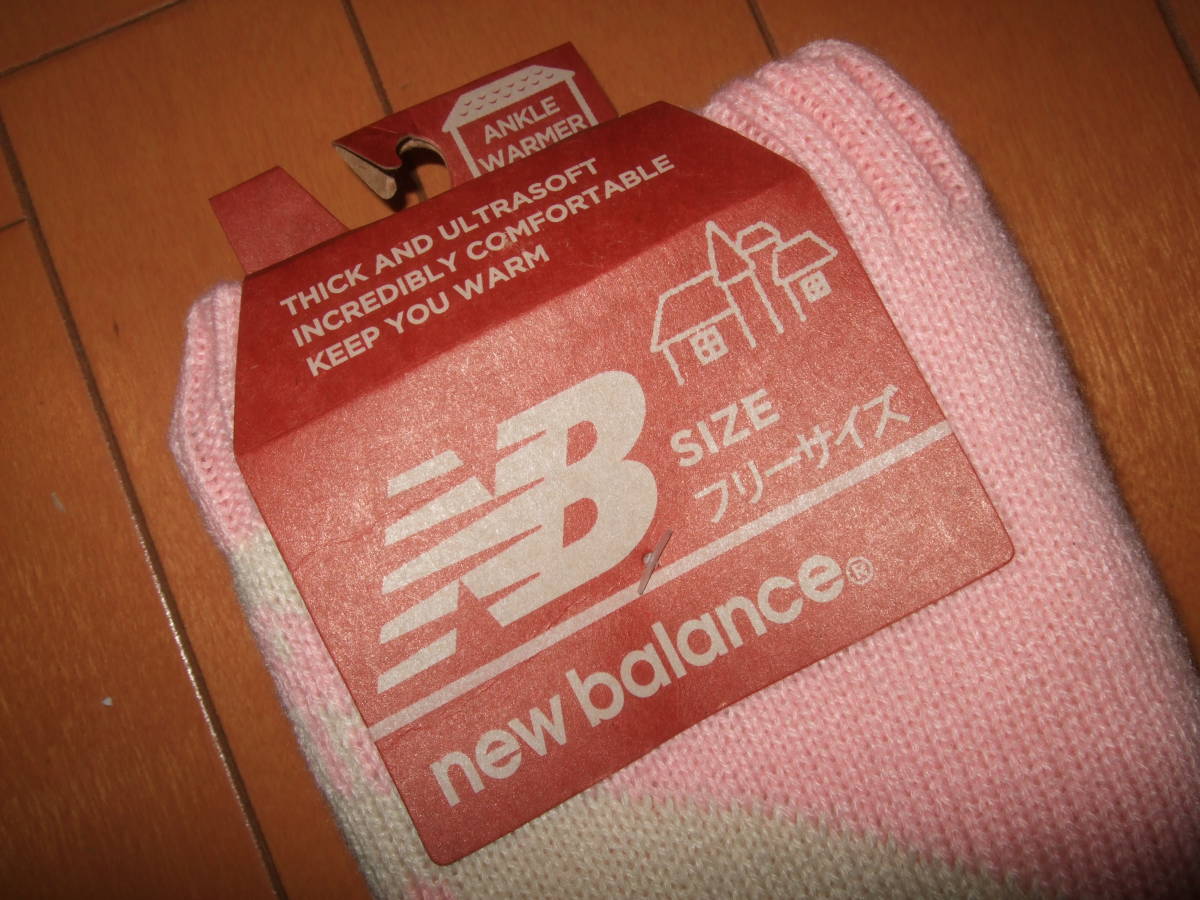 ANKLE
WARMER
THICK AND ULTRASOFT
INCREDIBLY COMFORTABLE
KEEP YOU WARM
NB
SIZE
フリーサイズ
new balance®